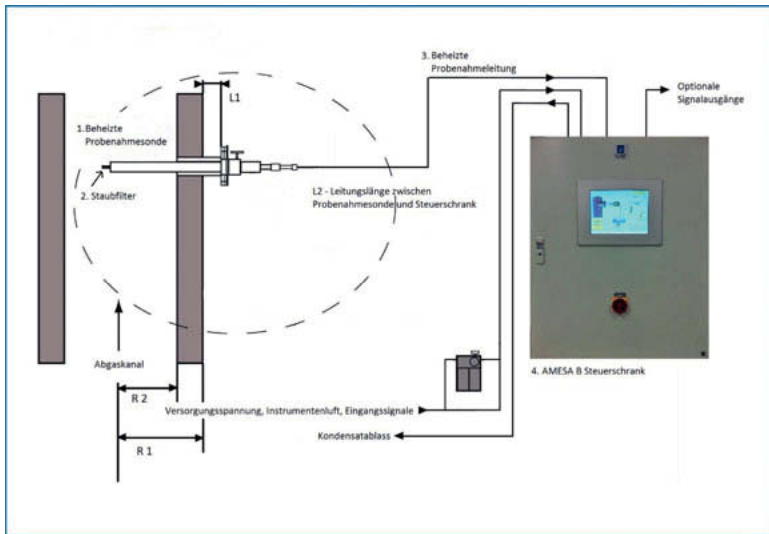 3. Beheizte
Probenahmeleitung
L1
Optionale
Signalausgänge
1.Beheizte
Probenahmesonde
2. Staubfilter
L2 - Leitungslänge zwischen
Probenahmesonde und Steuerschrank
4. AMESA B Steuerschrank
Abgaskanal
R 2
Versorgungsspannung, Instrumentenluft, Eingangssignale
R 1
Kondensatablass